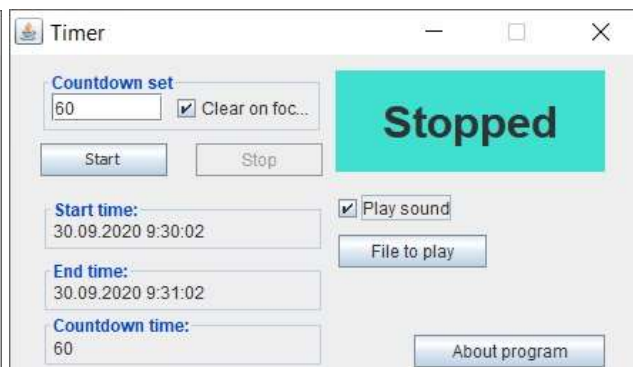 Timer
Countdown set
60
Clear on foc...
Stopped
Start
Stop
Start time:
30.09.2020 9:30:02
Play sound
File to play
End time:
30.09.2020 9:31:02
Countdown time:
60
About program